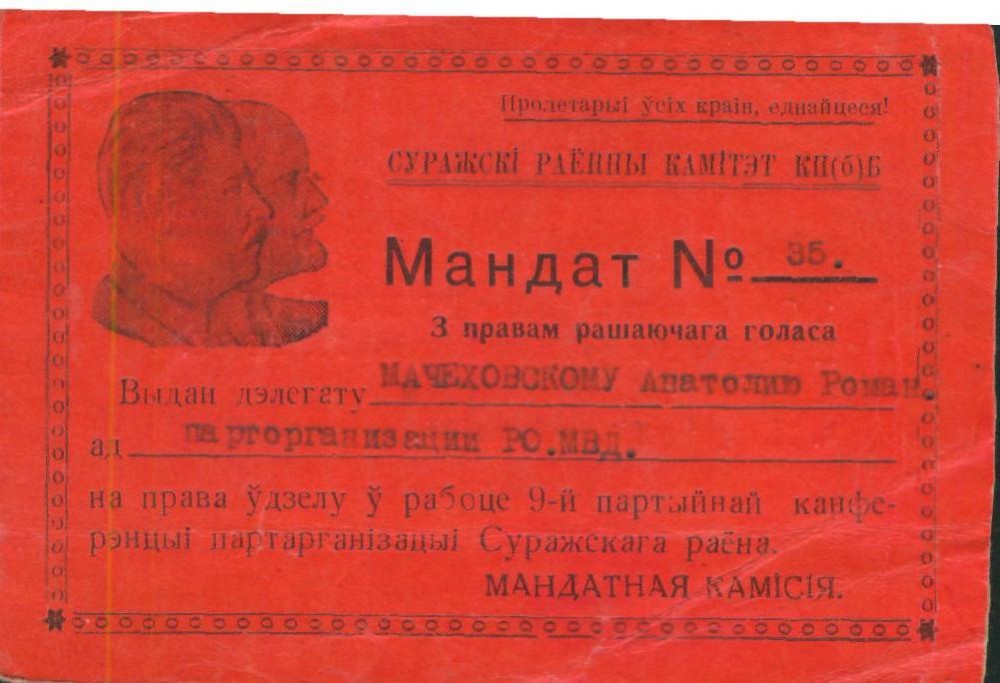 Пролетарыі ўсіх краін, еднайцеся!
СУРАЖСКІ РАЁННЫ КАМІТЭТ КП(б)Б
Мандат № 35.
З правам рашаючага голаса
Выдан дэлегату МАЧЕХОВСКОМУ Анатолию Роман.
ад парторганизации РО.МВД.
на права ўдзелу ў рабоце 9-й партыйнай канфе-
рэнцыі партарганізацыі Суражскага раёна.
МАНДАТНАЯ КАМІСІЯ.